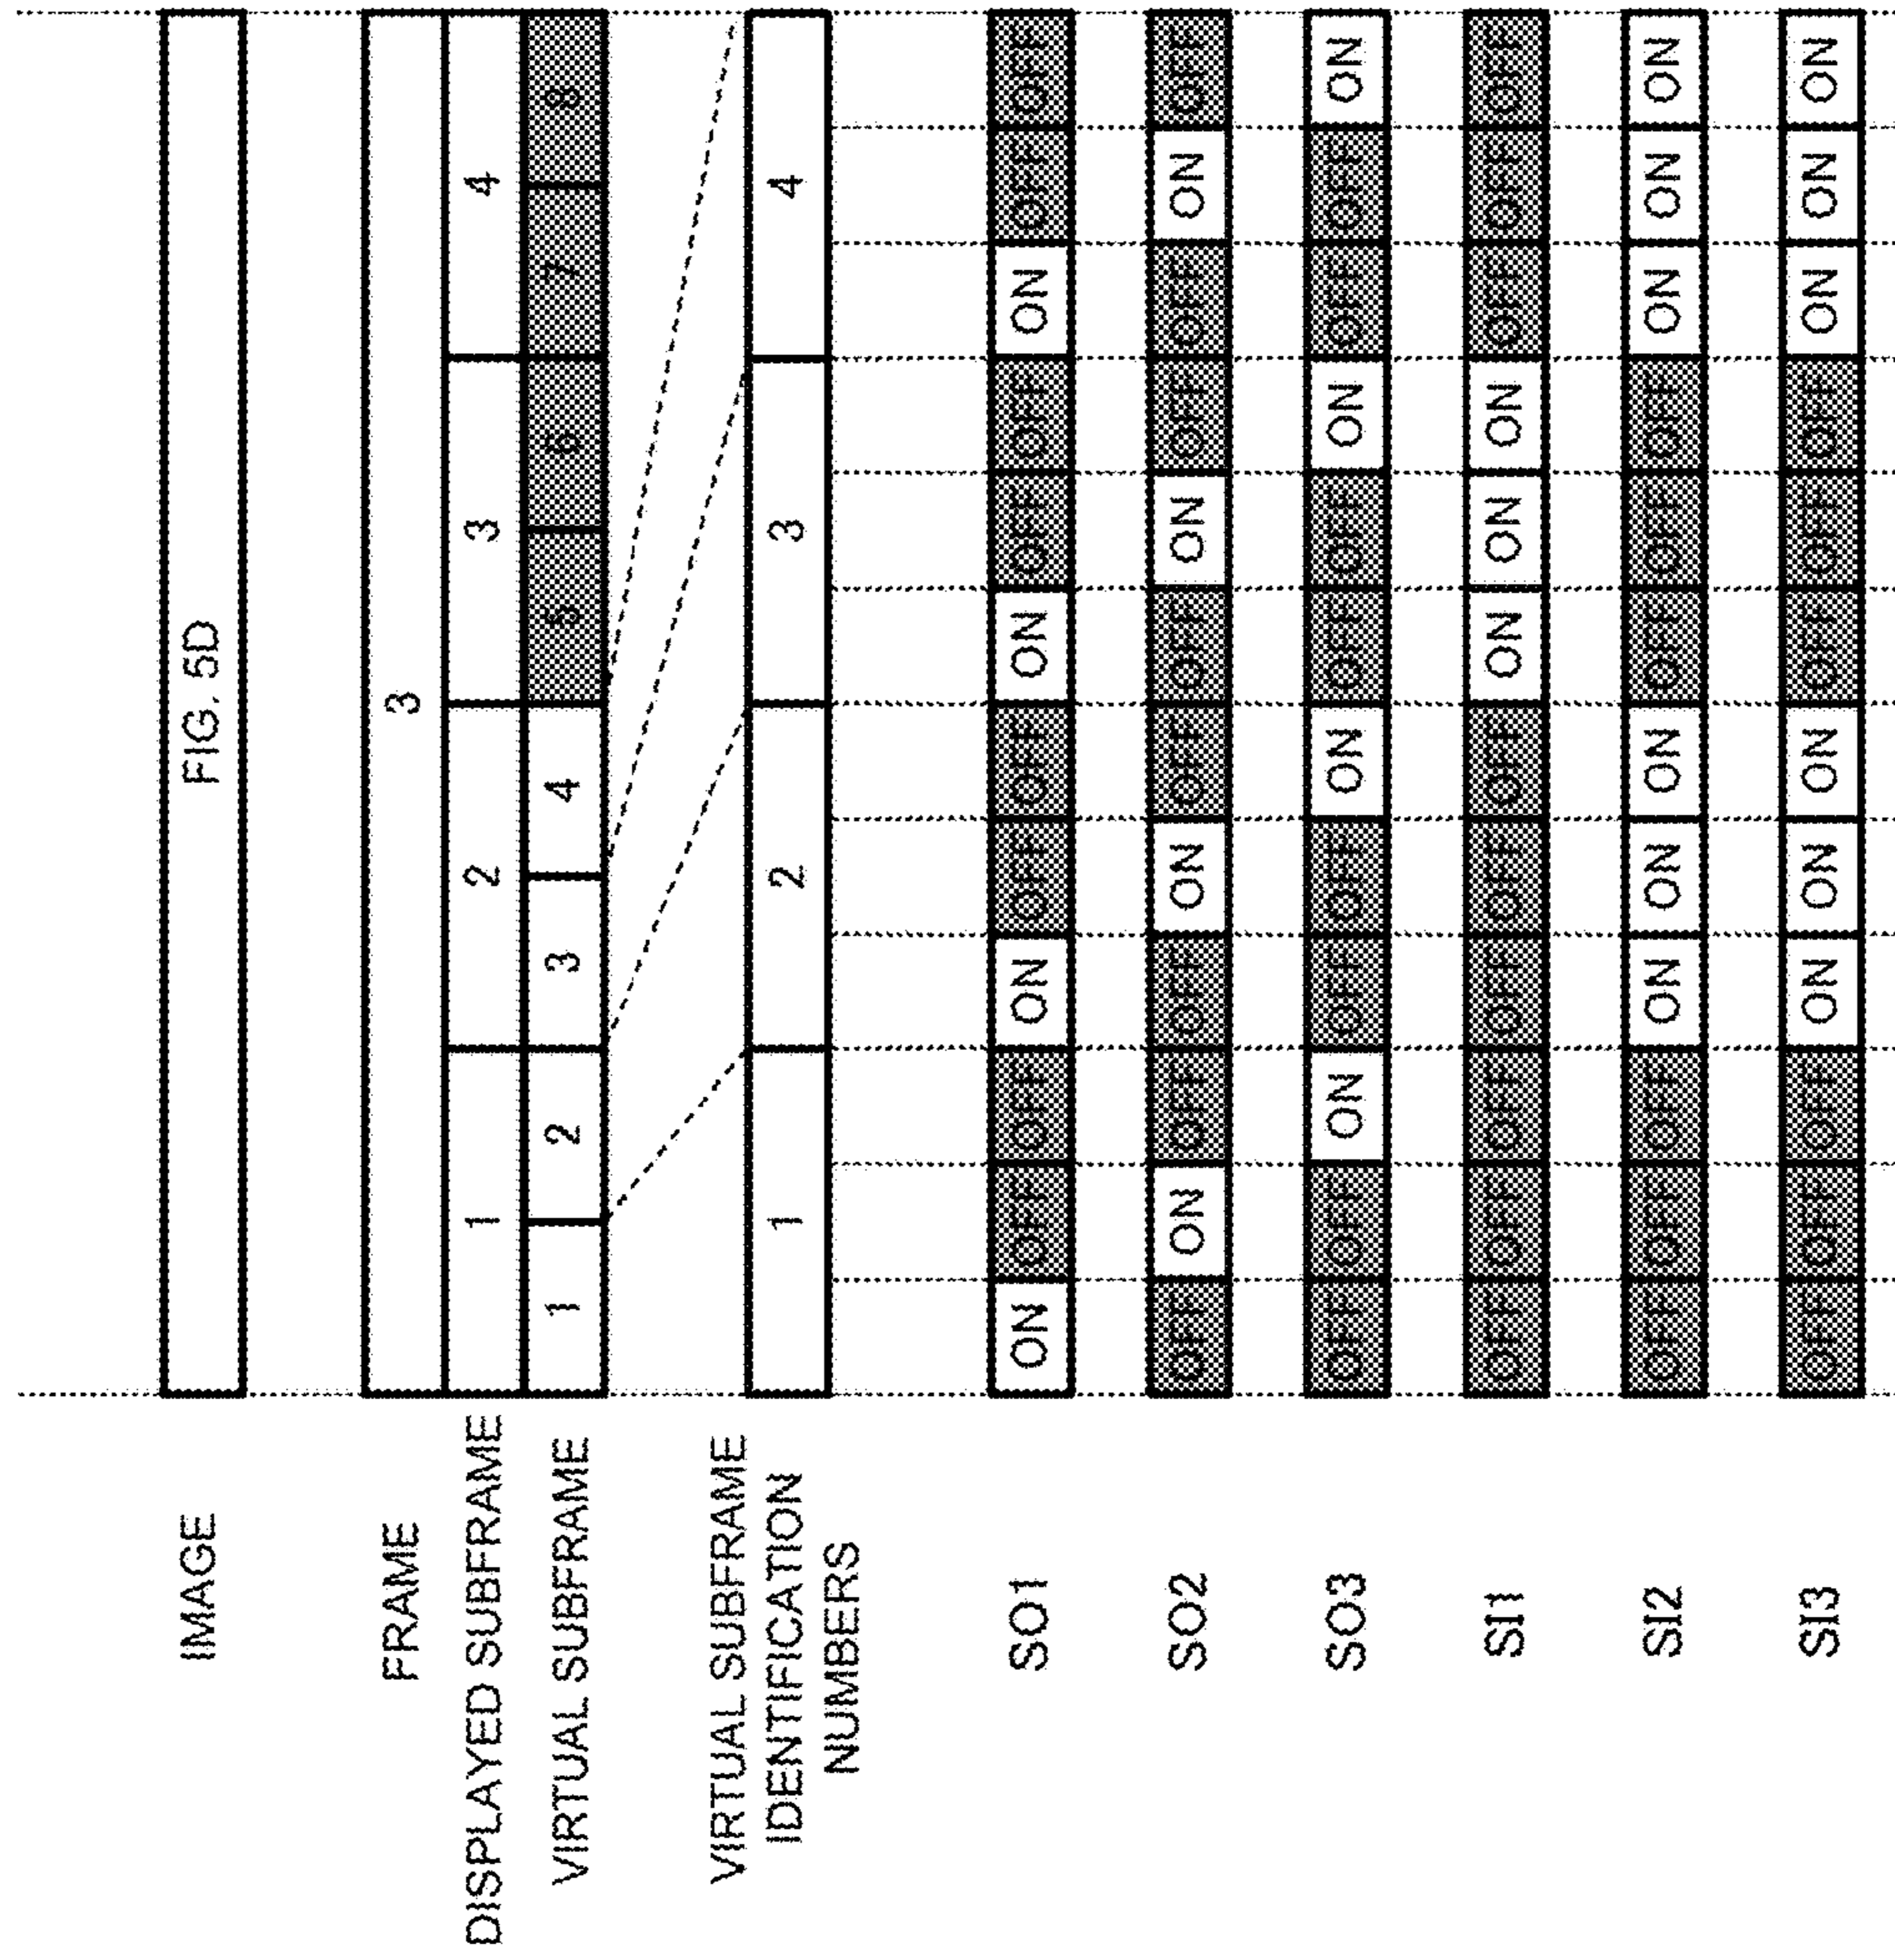 IMAGE FIG. 5D
FRAME 3
DISPLAYED SUBFRAME 1 2 3 4
VIRTUAL SUBFRAME 1 2 3 4 5 6 7 8
VIRTUAL SUBFRAME
IDENTIFICATION 1 2 3 4
NUMBERS
SO1 ON OFF OFF ON OFF OFF ON OFF OFF ON OFF OFF
SO2 OFF ON OFF OFF ON OFF OFF ON OFF OFF ON OFF
SO3 OFF OFF ON OFF OFF ON OFF OFF ON OFF OFF ON
SI1 OFF OFF OFF OFF OFF OFF ON ON ON OFF OFF OFF
SI2 OFF OFF OFF ON ON ON OFF OFF OFF ON ON ON
SI3 OFF OFF OFF ON ON ON OFF OFF OFF ON ON ON